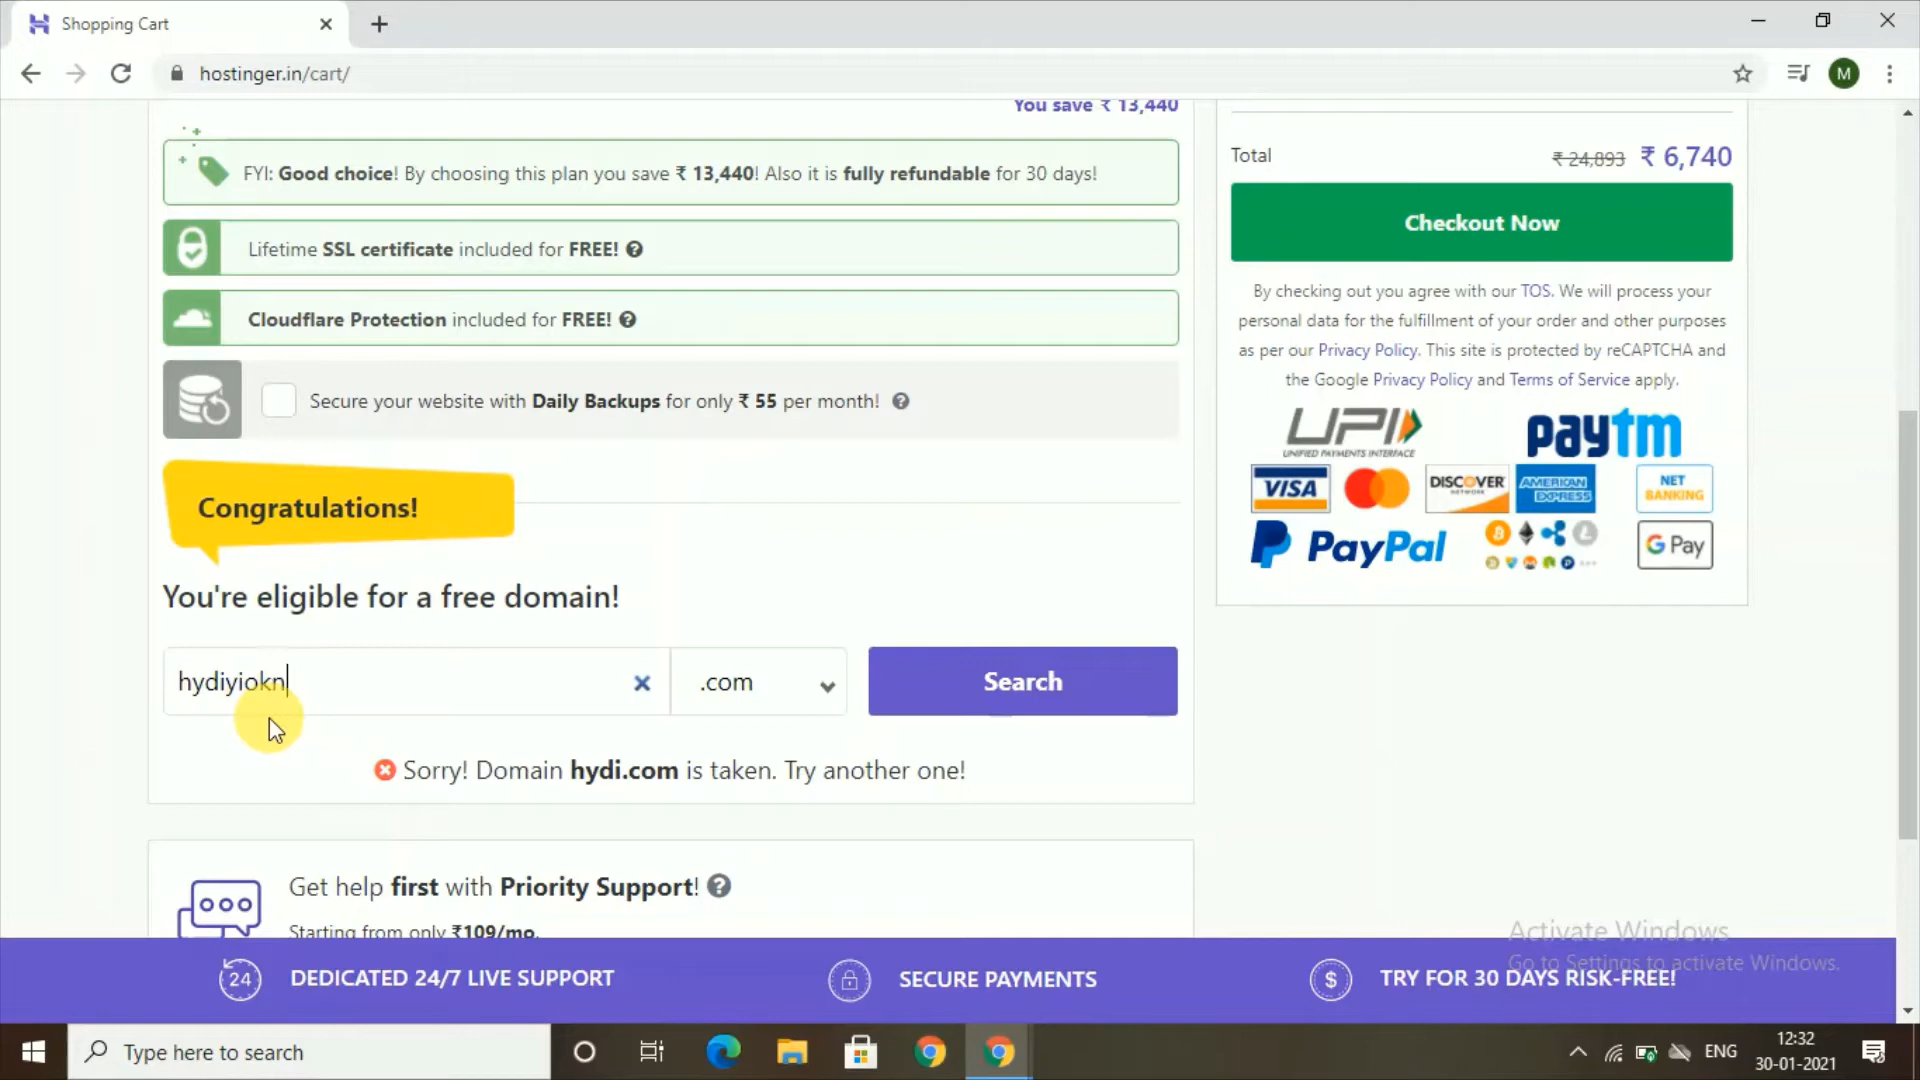 Shopping Cart
hostinger.in/cart/
M
You save ₹ 13,440
FYI: Good choice! By choosing this plan you save ₹ 13,440! Also it is fully refundable for 30 days!
Lifetime SSL certificate included for FREE!
Cloudflare Protection included for FREE!
Secure your website with Daily Backups for only ₹ 55 per month!
Congratulations!
You're eligible for a free domain!
hydiyiokn
.com
Search
Sorry! Domain hydi.com is taken. Try another one!
Get help first with Priority Support!
Starting from only ₹109/mo.
Total ₹ 24,893 ₹ 6,740
Checkout Now
By checking out you agree with our TOS. We will process your
personal data for the fulfillment of your order and other purposes
as per our Privacy Policy. This site is protected by reCAPTCHA and
the Google Privacy Policy and Terms of Service apply.
UPI
UNIFIED PAYMENTS INTERFACE
paytm
VISA
DISCOVER
NETWORK
AMERICAN
EXPRESS
NET
BANKING
PayPal
G Pay
Activate Windows
Go to Settings to activate Windows.
24
DEDICATED 24/7 LIVE SUPPORT
SECURE PAYMENTS
$
TRY FOR 30 DAYS RISK-FREE!
Type here to search
ENG
12:32
30-01-2021